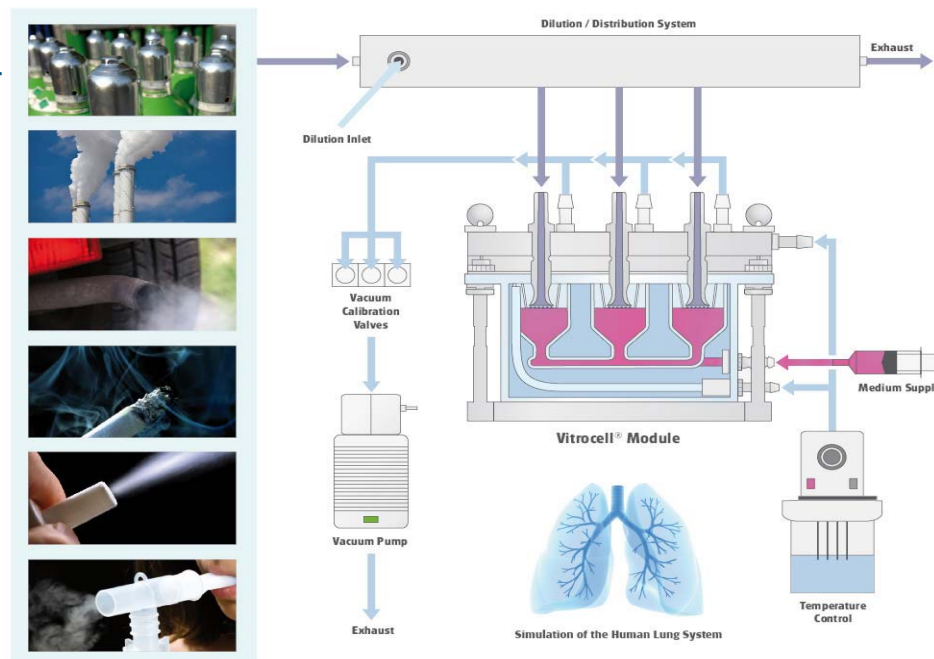 Dilution / Distribution System
Exhaust
Dilution Inlet
Vacuum
Calibration
Valves
Medium Suppl
Vitrocell® Module
Vacuum Pump
Exhaust
Simulation of the Human Lung System
Temperature
Control